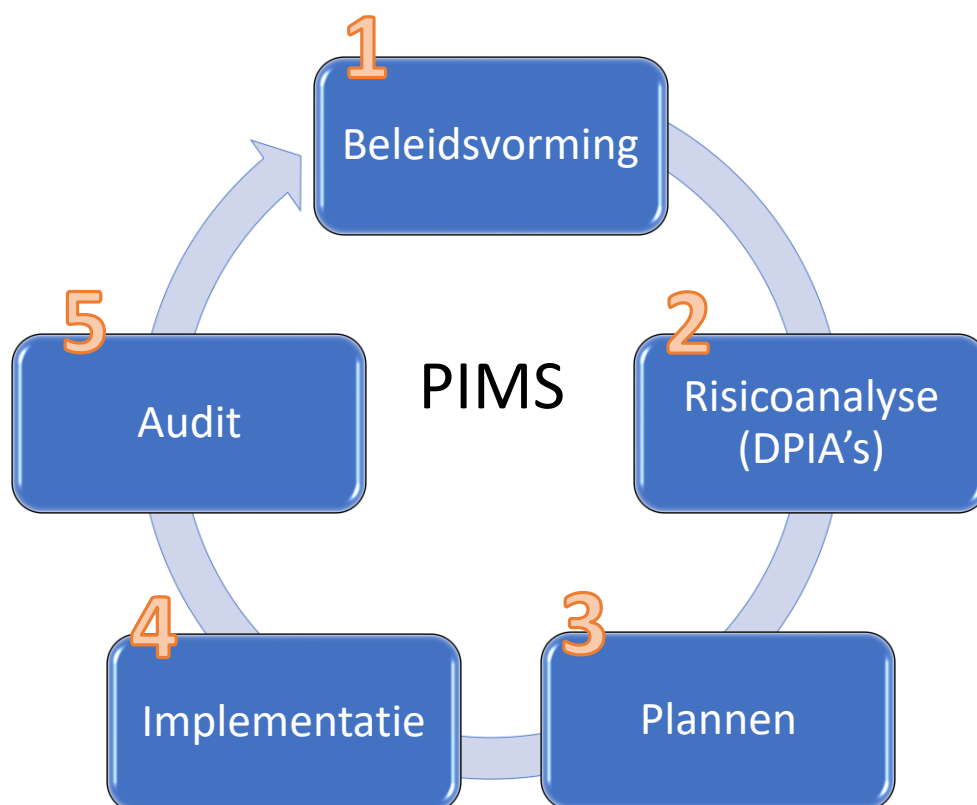 1
Beleidsvorming
2
Risicoanalyse
(DPIA’s)
3
Plannen
4
Implementatie
5
Audit
PIMS